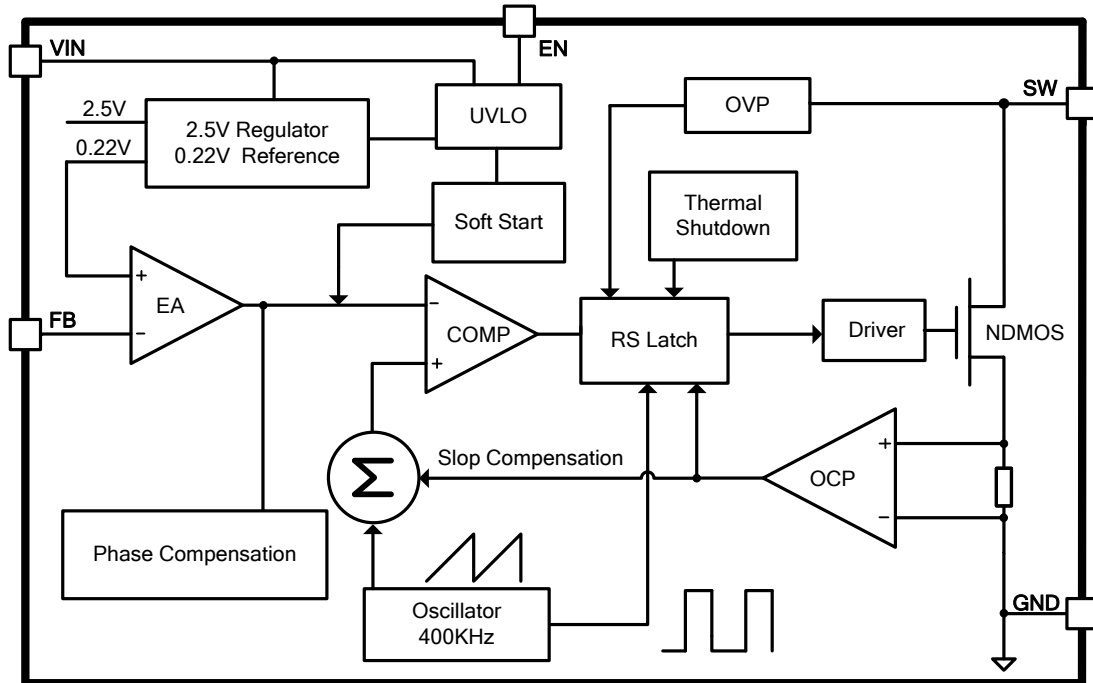 VIN
EN
SW
2.5V
0.22V
2.5V Regulator
0.22V Reference
UVLO
OVP
Soft Start
Thermal
Shutdown
+
EA
−
FB
−
COMP
+
RS Latch
Driver
NDMOS
Σ
Slop Compensation
+
OCP
−
Phase Compensation
Oscillator
400KHz
GND